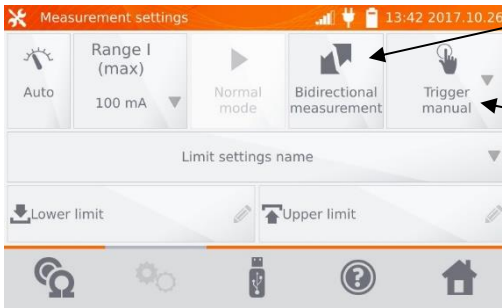 Measurement settings 13:42 2017.10.26
Auto
Range I
(max)
100 mA
Normal
mode
Bidirectional
measurement
Trigger
manual
Limit settings name
Lower limit
Upper limit